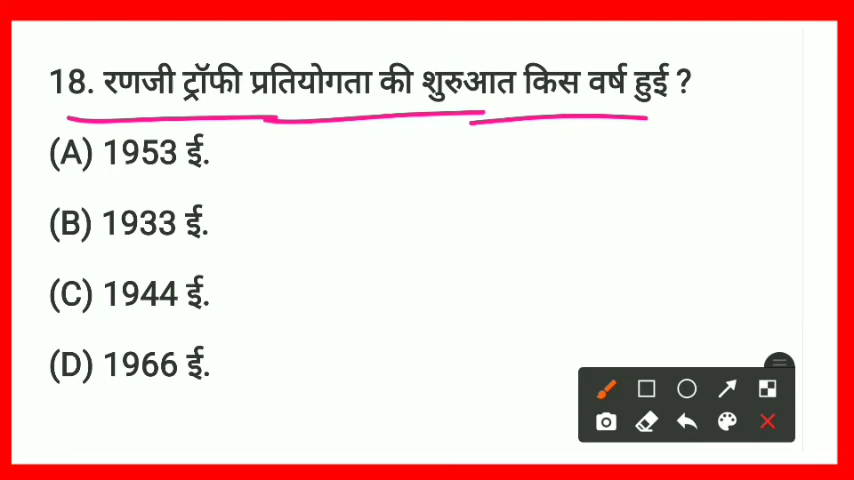 18. रणजी ट्रॉफी प्रतियोगता की शुरुआत किस वर्ष हुई ?
(A) 1953 ई.
(B) 1933 ई.
(C) 1944 ई.
(D) 1966 ई.